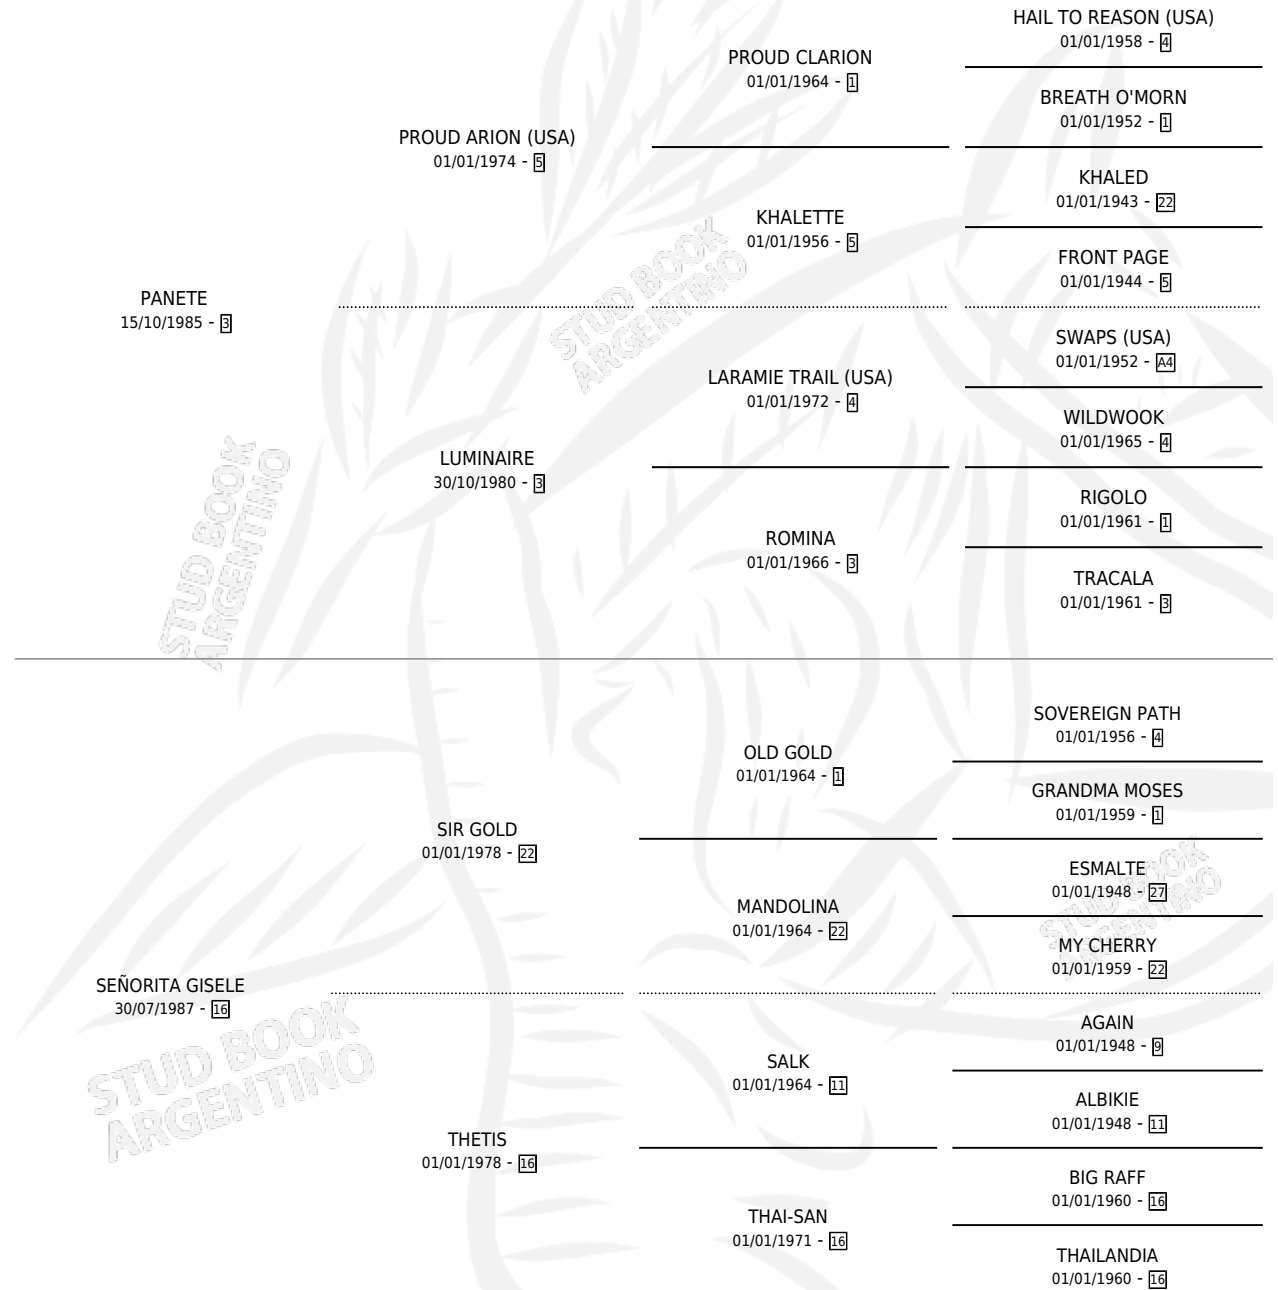 HAIL TO REASON (USA)
01/01/1958 - 4
PROUD CLARION
01/01/1964 - 1
BREATH O'MORN
01/01/1952 - 1
PROUD ARION (USA)
01/01/1974 - 5
KHALED
01/01/1943 - 22
KHALETTE
01/01/1956 - 5
FRONT PAGE
01/01/1944 - 5
PANETE
15/10/1985 - 3
SWAPS (USA)
01/01/1952 - A4
LARAMIE TRAIL (USA)
01/01/1972 - 4
WILDWOOK
01/01/1965 - 4
LUMINAIRE
30/10/1980 - 3
RIGOLO
01/01/1961 - 1
ROMINA
01/01/1966 - 3
TRACALA
01/01/1961 - 3
STUD BOOK
ARGENTINO
STUD BOOK
ARGENTINO
SOVEREIGN PATH
01/01/1956 - 4
OLD GOLD
01/01/1964 - 1
GRANDMA MOSES
01/01/1959 - 1
SIR GOLD
01/01/1978 - 22
ESMALTE
01/01/1948 - 27
MANDOLINA
01/01/1964 - 22
MY CHERRY
01/01/1959 - 22
STUD BOOK
ARGENTINO
SEÑORITA GISELE
30/07/1987 - 16
AGAIN
01/01/1948 - 9
SALK
01/01/1964 - 11
ALBIKIE
01/01/1948 - 11
THETIS
01/01/1978 - 16
BIG RAFF
01/01/1960 - 16
THAI-SAN
01/01/1971 - 16
THAILANDIA
01/01/1960 - 16
STUD BOOK
ARGENTINO